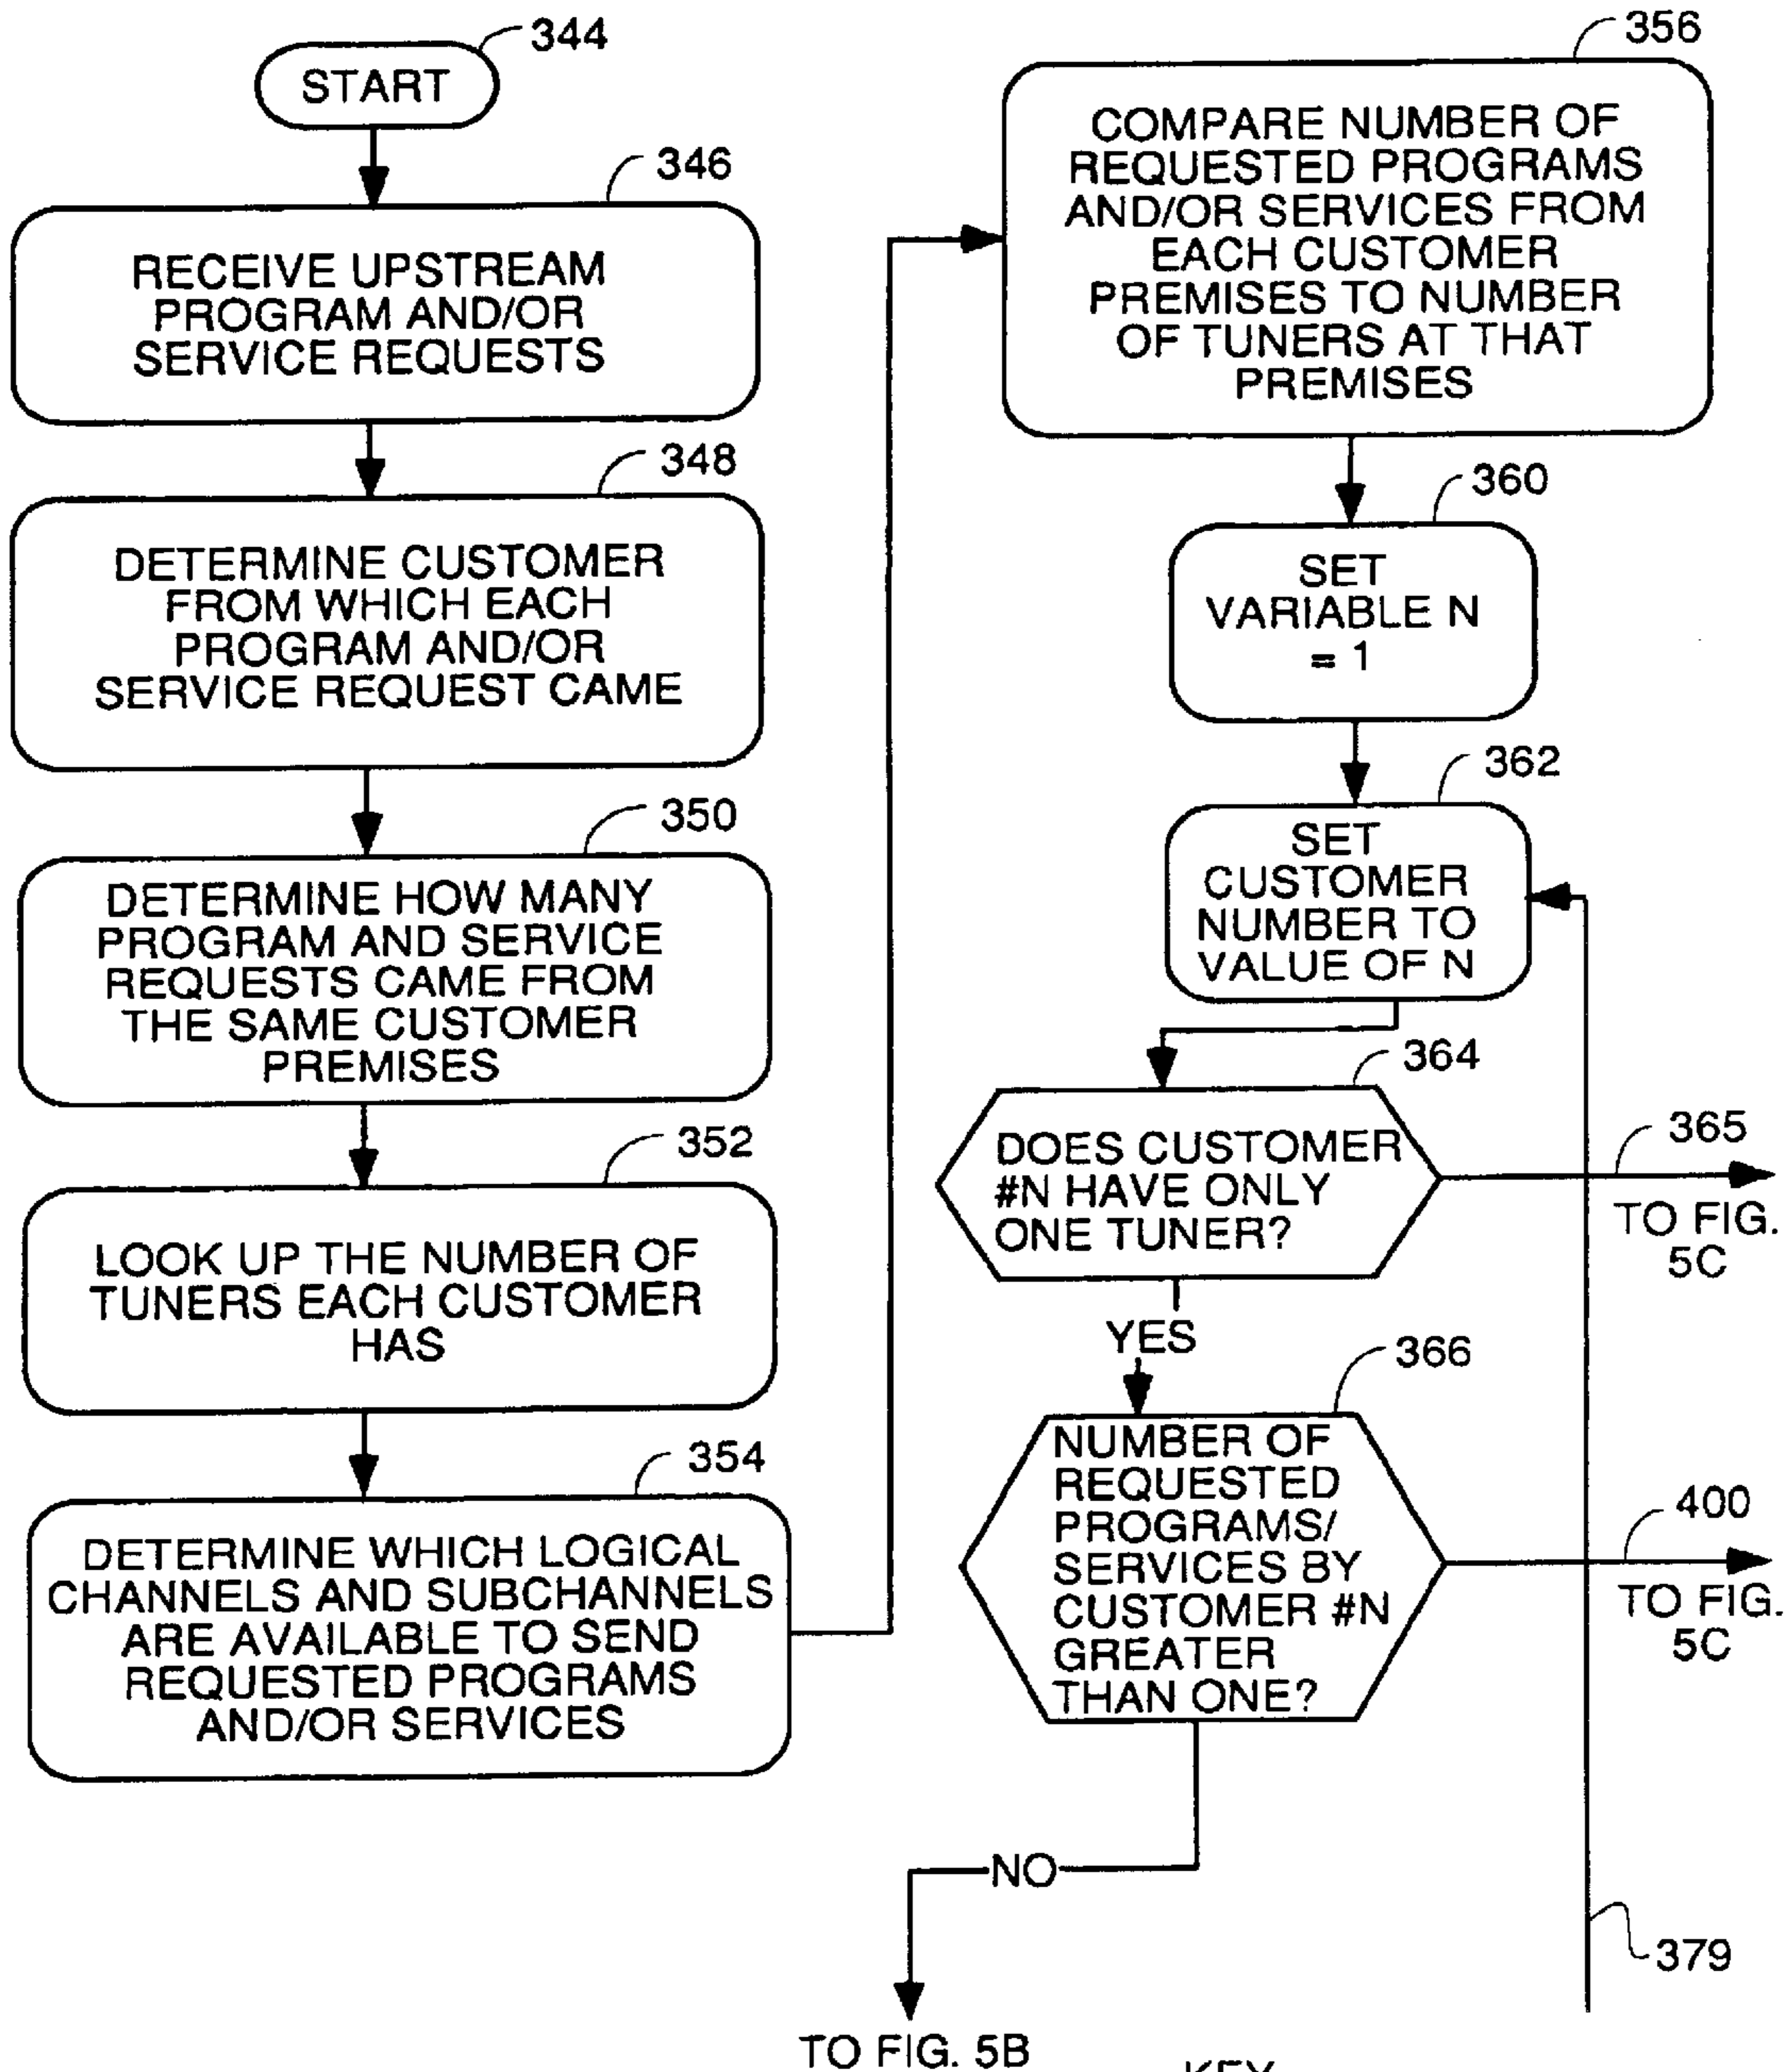 344
START
346
RECEIVE UPSTREAM
PROGRAM AND/OR
SERVICE REQUESTS
348
DETERMINE CUSTOMER
FROM WHICH EACH
PROGRAM AND/OR
SERVICE REQUEST CAME
350
DETERMINE HOW MANY
PROGRAM AND SERVICE
REQUESTS CAME FROM
THE SAME CUSTOMER
PREMISES
352
LOOK UP THE NUMBER OF
TUNERS EACH CUSTOMER
HAS
354
DETERMINE WHICH LOGICAL
CHANNELS AND SUBCHANNELS
ARE AVAILABLE TO SEND
REQUESTED PROGRAMS
AND/OR SERVICES
356
COMPARE NUMBER OF
REQUESTED PROGRAMS
AND/OR SERVICES FROM
EACH CUSTOMER
PREMISES TO NUMBER
OF TUNERS AT THAT
PREMISES
360
SET
VARIABLE N
= 1
362
SET
CUSTOMER
NUMBER TO
VALUE OF N
364
DOES CUSTOMER
#N HAVE ONLY
ONE TUNER?
365
TO FIG.
5C
YES
366
NUMBER OF
REQUESTED
PROGRAMS/
SERVICES BY
CUSTOMER #N
GREATER
THAN ONE?
400
TO FIG.
5C
NO
379
TO FIG. 5B
KEY